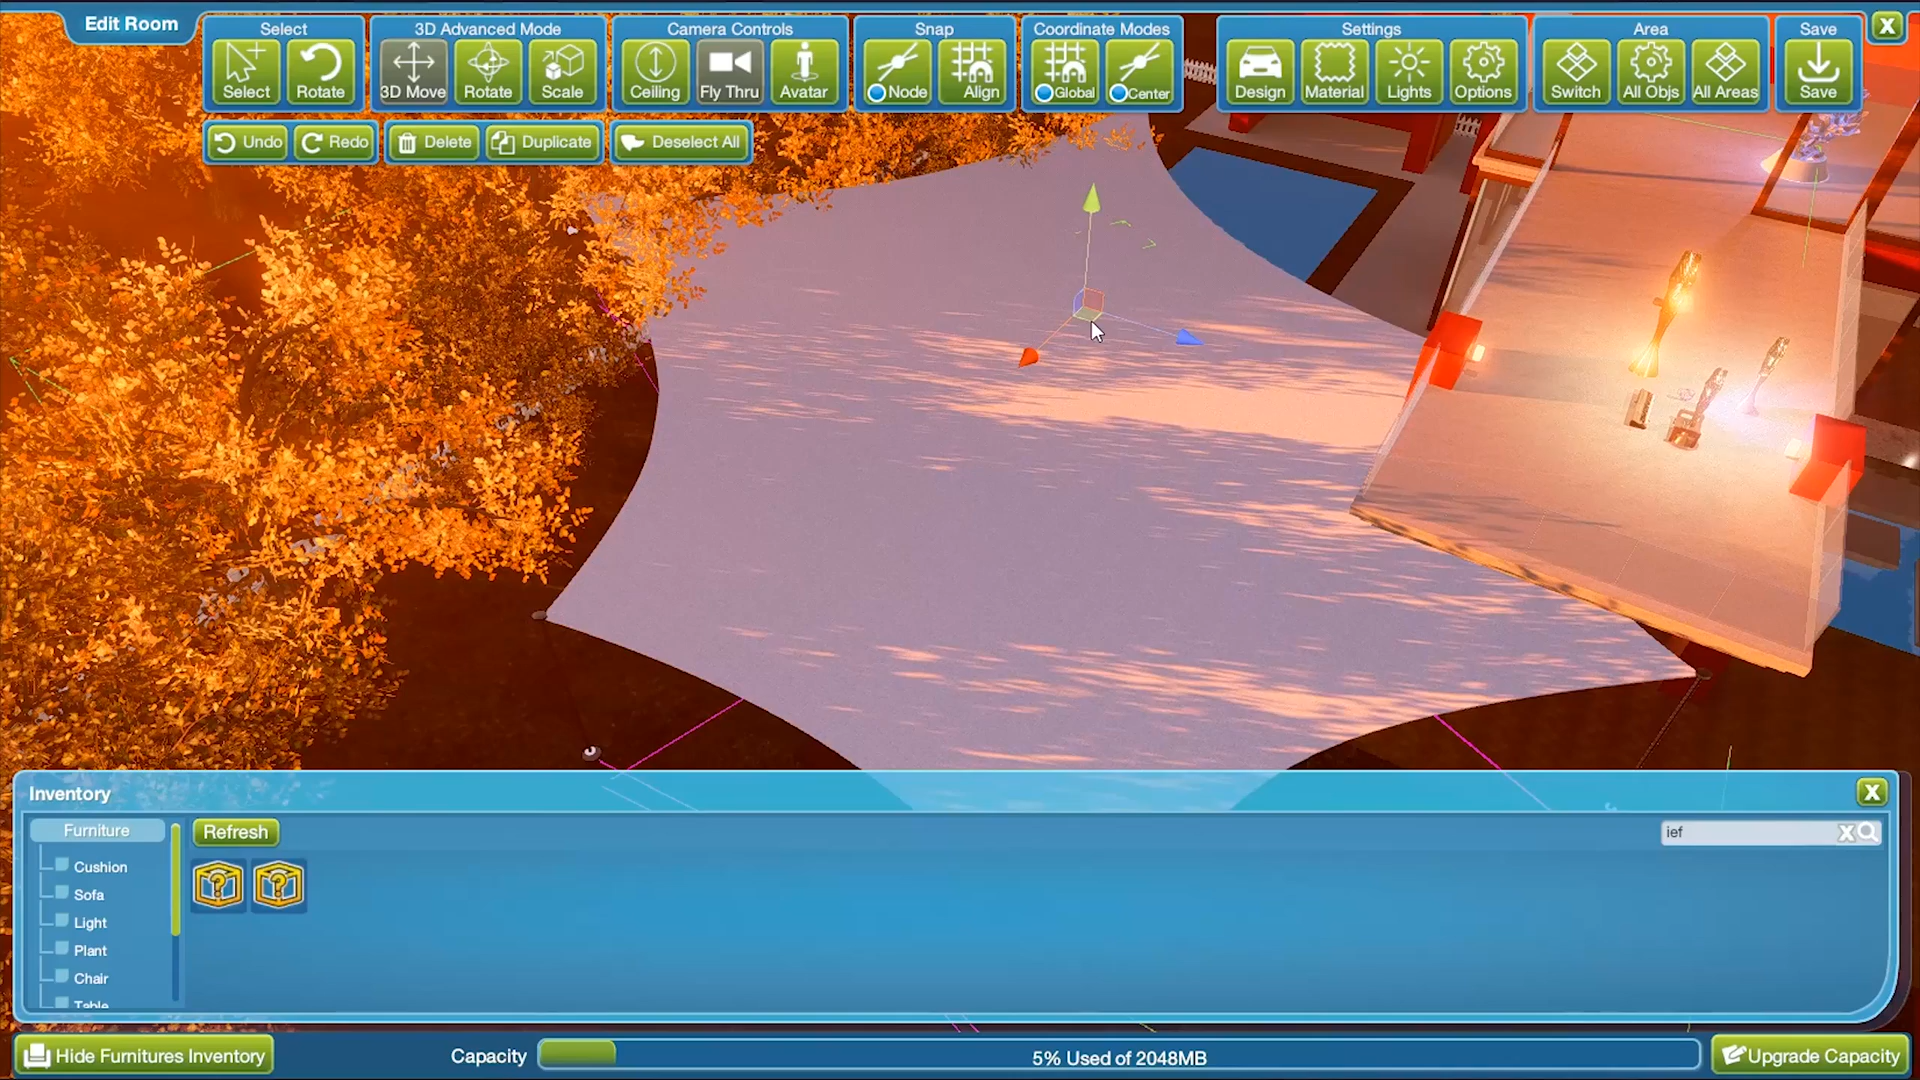 Edit Room
Select
3D Advanced Mode
Camera Controls
Snap
Coordinate Modes
Settings
Area
Save
X
Select
Rotate
3D Move
Rotate
Scale
Ceiling
Fly Thru
Avatar
Node
Align
Global
Center
Design
Material
Lights
Options
Switch
All Objs
All Areas
Save
Undo
Redo
Delete
Duplicate
Deselect All
Inventory
X
Furniture
Refresh
ief
X
Cushion
Sofa
Light
Plant
Chair
Table
? ?
Hide Furnitures Inventory
Capacity
5% Used of 2048MB
Upgrade Capacity